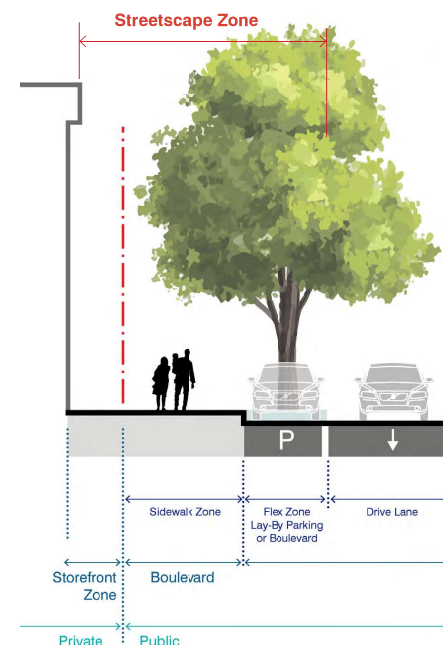 Streetscape Zone
P
Sidewalk Zone
Flex Zone
Lay-By Parking
or Boulevard
Drive Lane
Storefront
Zone
Boulevard
Private
Public